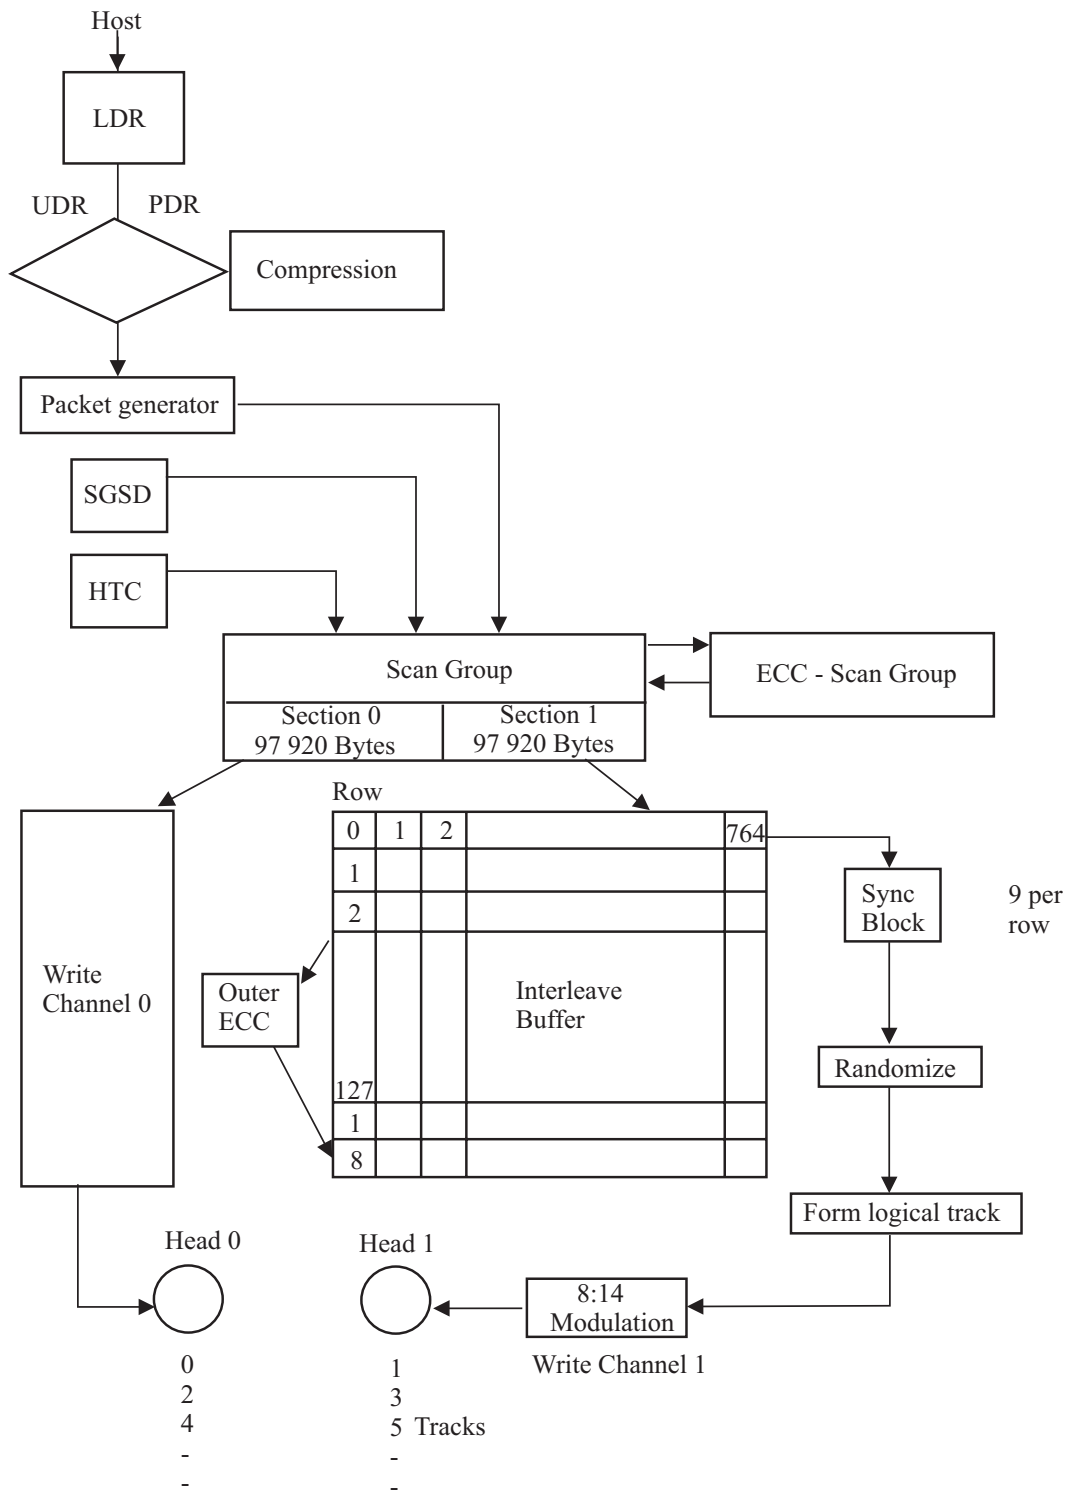 Host
LDR
UDR PDR
Compression
Packet generator
SGSD
HTC
Scan Group
ECC - Scan Group
Section 0
97 920 Bytes
Section 1
97 920 Bytes
Row
0 1 2 764
1
2
Sync
Block
9 per
row
Write
Channel 0
Outer
ECC
Interleave
Buffer
Randomize
127
1
8
Form logical track
Head 0
Head 1
8:14
Modulation
Write Channel 1
0
2
4
-
-
1
3
5 Tracks
-
-